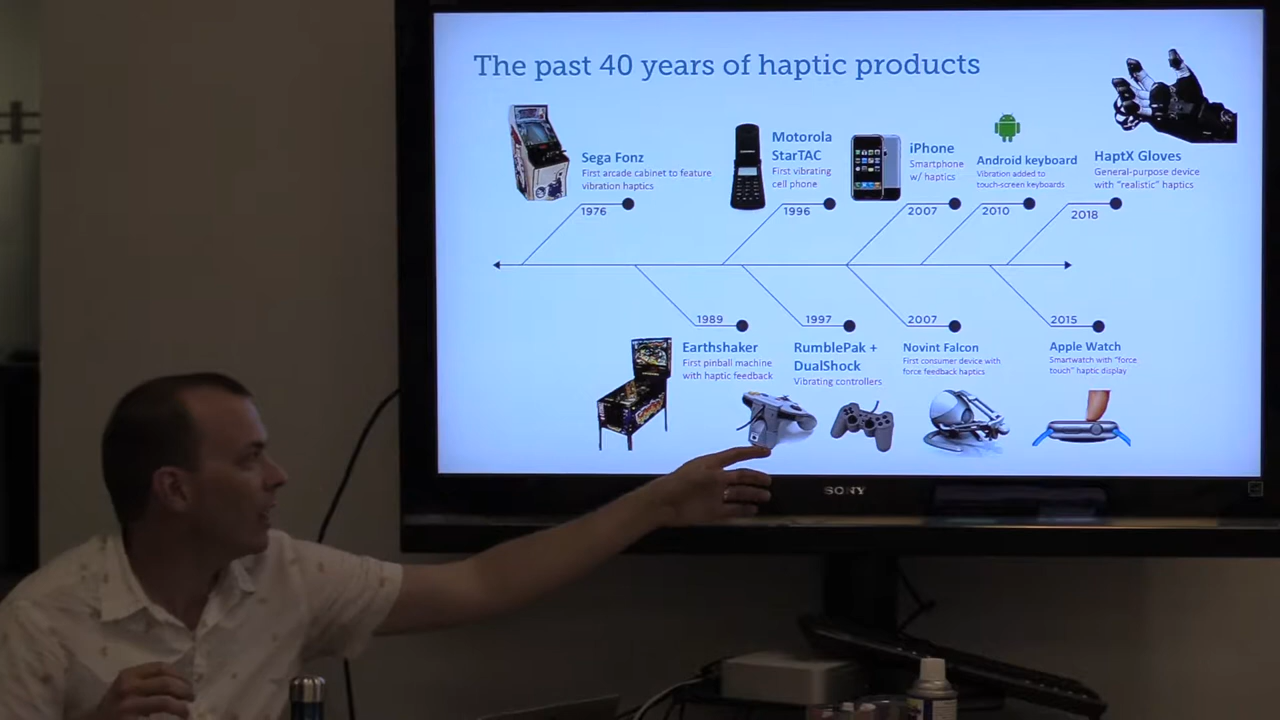 The past 40 years of haptic products
Sega Fonz
First arcade cabinet to feature
vibration haptics
1976
Motorola
StarTAC
First vibrating
cell phone
1996
iPhone
Smartphone
w/ haptics
2007
Android keyboard
Vibration added to
touch-screen keyboards
2010
HaptX Gloves
General-purpose device
with "realistic" haptics
2018
1989
Earthshaker
First pinball machine
with haptic feedback
1997
RumblePak +
DualShock
Vibrating controllers
2007
Novint Falcon
First consumer device with
force feedback haptics
2015
Apple Watch
Smartwatch with "force
touch" haptic display
SONY